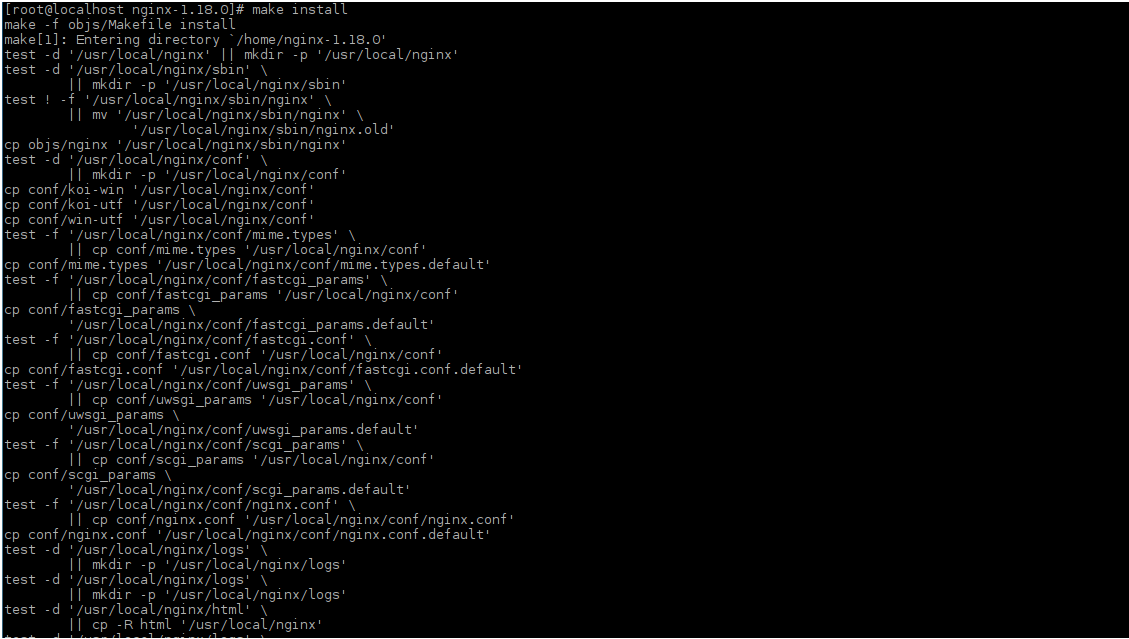 [root@localhost nginx-1.18.0]# make install
make -f objs/Makefile install
make[1]: Entering directory `/home/nginx-1.18.0'
test -d '/usr/local/nginx' || mkdir -p '/usr/local/nginx'
test -d '/usr/local/nginx/sbin' \
        || mkdir -p '/usr/local/nginx/sbin'
test ! -f '/usr/local/nginx/sbin/nginx' \
        || mv '/usr/local/nginx/sbin/nginx' \
                '/usr/local/nginx/sbin/nginx.old'
cp objs/nginx '/usr/local/nginx/sbin/nginx'
test -d '/usr/local/nginx/conf' \
        || mkdir -p '/usr/local/nginx/conf'
cp conf/koi-win '/usr/local/nginx/conf'
cp conf/koi-utf '/usr/local/nginx/conf'
cp conf/win-utf '/usr/local/nginx/conf'
test -f '/usr/local/nginx/conf/mime.types' \
        || cp conf/mime.types '/usr/local/nginx/conf'
cp conf/mime.types '/usr/local/nginx/conf/mime.types.default'
test -f '/usr/local/nginx/conf/fastcgi_params' \
        || cp conf/fastcgi_params '/usr/local/nginx/conf'
cp conf/fastcgi_params \
        '/usr/local/nginx/conf/fastcgi_params.default'
test -f '/usr/local/nginx/conf/fastcgi.conf' \
        || cp conf/fastcgi.conf '/usr/local/nginx/conf'
cp conf/fastcgi.conf '/usr/local/nginx/conf/fastcgi.conf.default'
test -f '/usr/local/nginx/conf/uwsgi_params' \
        || cp conf/uwsgi_params '/usr/local/nginx/conf'
cp conf/uwsgi_params \
        '/usr/local/nginx/conf/uwsgi_params.default'
test -f '/usr/local/nginx/conf/scgi_params' \
        || cp conf/scgi_params '/usr/local/nginx/conf'
cp conf/scgi_params \
        '/usr/local/nginx/conf/scgi_params.default'
test -f '/usr/local/nginx/conf/nginx.conf' \
        || cp conf/nginx.conf '/usr/local/nginx/conf/nginx.conf'
cp conf/nginx.conf '/usr/local/nginx/conf/nginx.conf.default'
test -d '/usr/local/nginx/logs' \
        || mkdir -p '/usr/local/nginx/logs'
test -d '/usr/local/nginx/logs' \
        || mkdir -p '/usr/local/nginx/logs'
test -d '/usr/local/nginx/html' \
        || cp -R html '/usr/local/nginx'